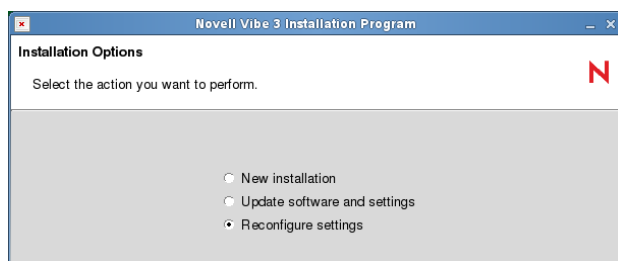 Novell Vibe 3 Installation Program
Installation Options
Select the action you want to perform.
N
New installation
Update software and settings
Reconfigure settings